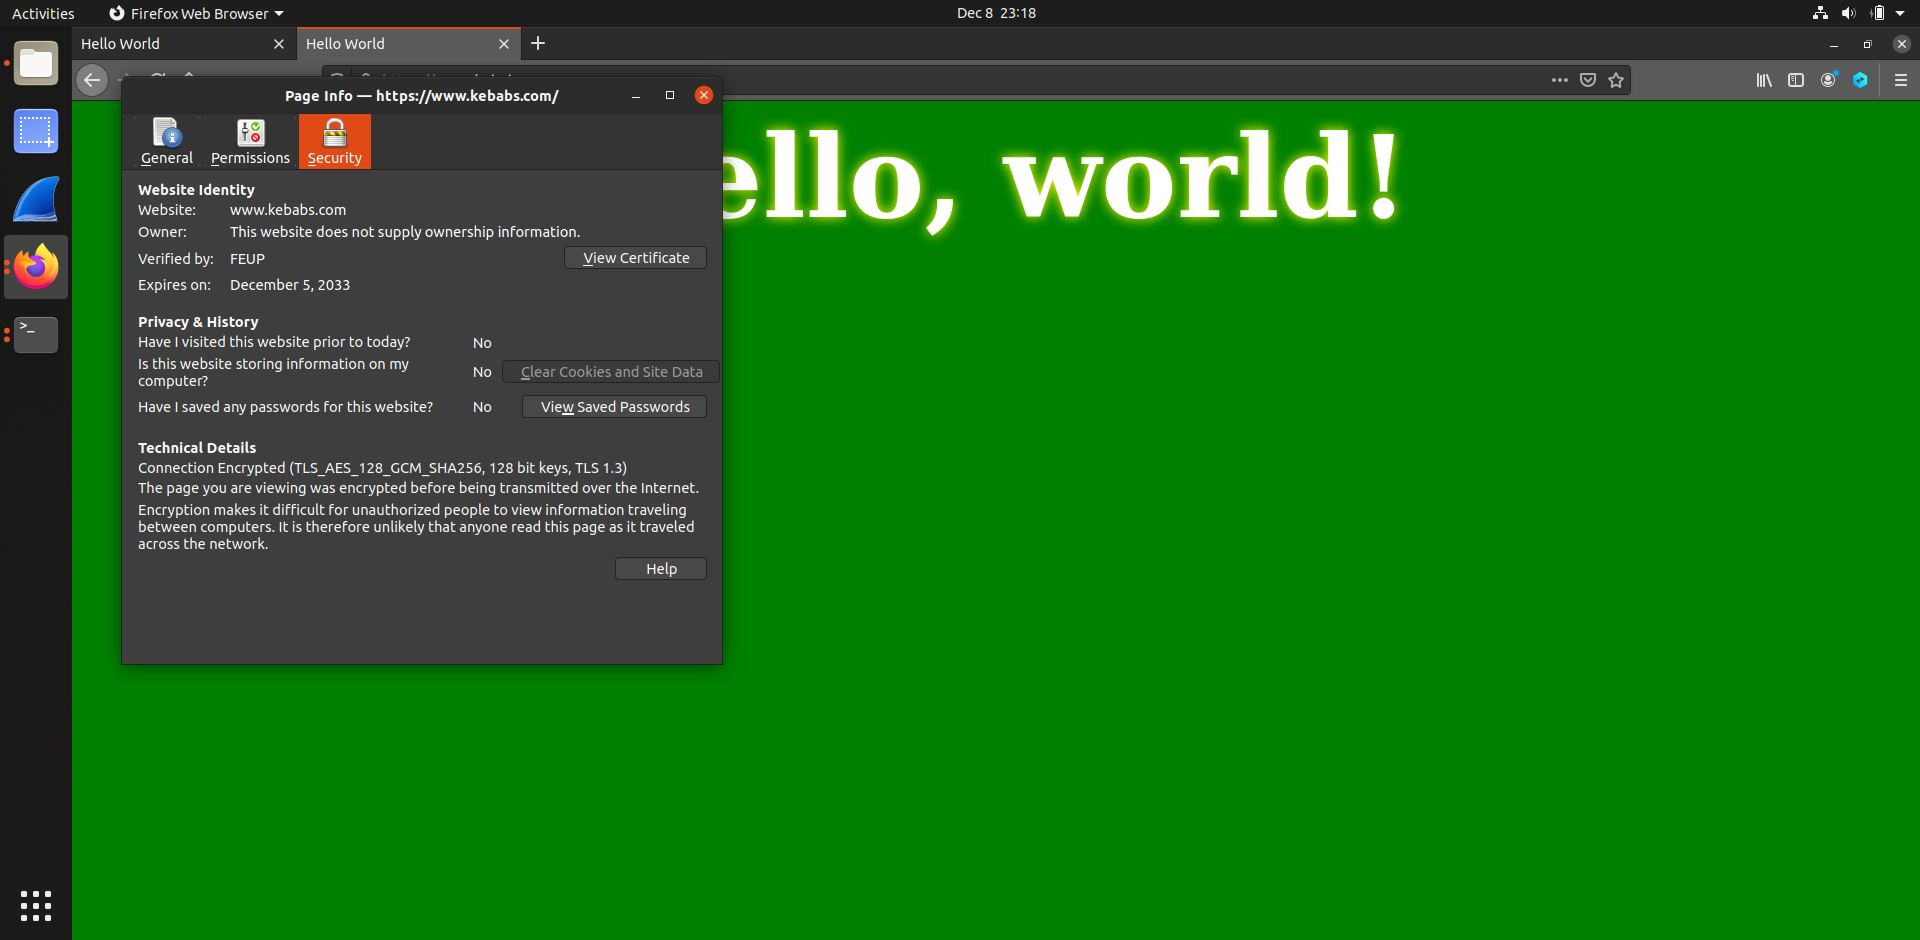 Activities
Firefox Web Browser
Dec 8 23:18
Hello World
Hello World
Page Info — https://www.kebabs.com/
General
Permissions
Security
ello, world!
Website Identity
Website: www.kebabs.com
Owner: This website does not supply ownership information.
Verified by: FEUP
View Certificate
Expires on: December 5, 2033
Privacy & History
Have I visited this website prior to today? No
Is this website storing information on my
computer?
No
Clear Cookies and Site Data
Have I saved any passwords for this website? No
View Saved Passwords
Technical Details
Connection Encrypted (TLS_AES_128_GCM_SHA256, 128 bit keys, TLS 1.3)
The page you are viewing was encrypted before being transmitted over the Internet.
Encryption makes it difficult for unauthorized people to view information traveling
between computers. It is therefore unlikely that anyone read this page as it traveled
across the network.
Help